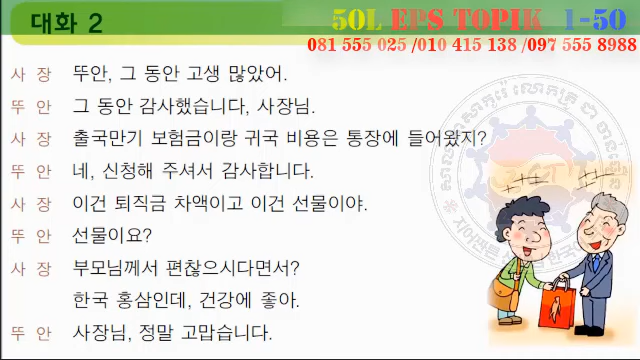 대화 2
50L EPS TOPIK 1-50
081 555 025 /010 415 138 /097 555 8988
사 장 뚜안, 그 동안 고생 많았어.
뚜 안 그 동안 감사했습니다, 사장님.
사 장 출국만기 보험금이랑 귀국 비용은 통장에 들어왔지?
뚜 안 네, 신청해 주셔서 감사합니다.
사 장 이건 퇴직금 차액이고 이건 선물이야.
뚜 안 선물이요?
사 장 부모님께서 편찮으시다면서?
한국 홍삼인데, 건강에 좋아.
뚜 안 사장님, 정말 고맙습니다.